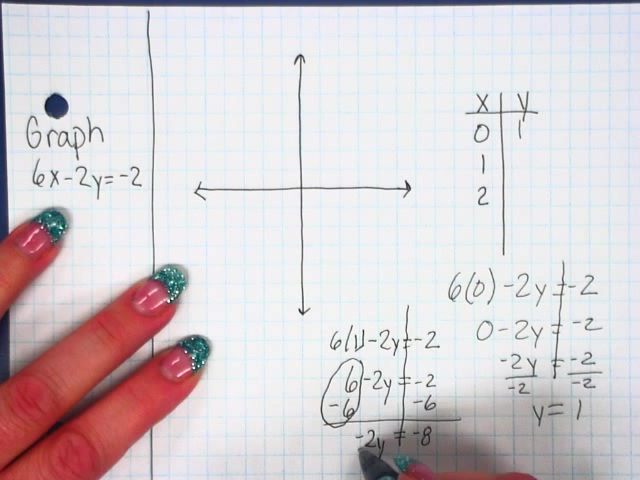 Graph
6x-2y=-2
x y
0 1
1
2
6(0)-2y=-2
0-2y=-2
-2y=-2
-2 -2
y=1
6(1)-2y=-2
6-2y=-2
-6 -6
-2y=-8